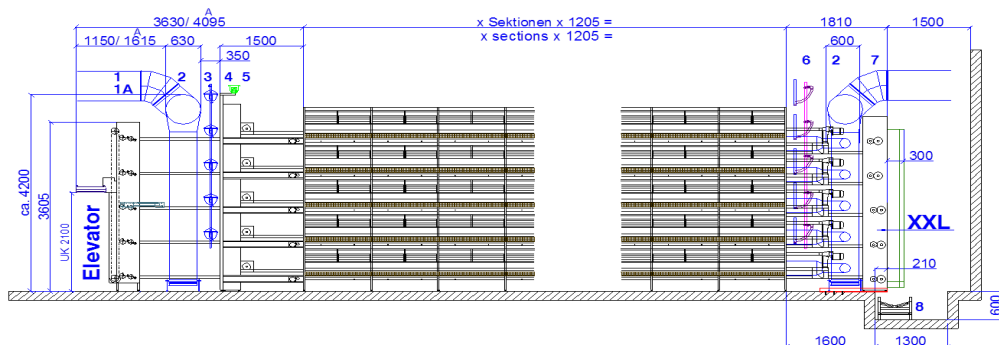 A
3630/ 4095
x Sektionen x 1205 =
x sections x 1205 =
1810
1500
A
1150/ 1615
630
1500
600
350
1
1A
2
3
4
5
6
2
7
ca. 4200
3605
UK 2100
Elevator
300
XXL
210
8
600
1600
1300